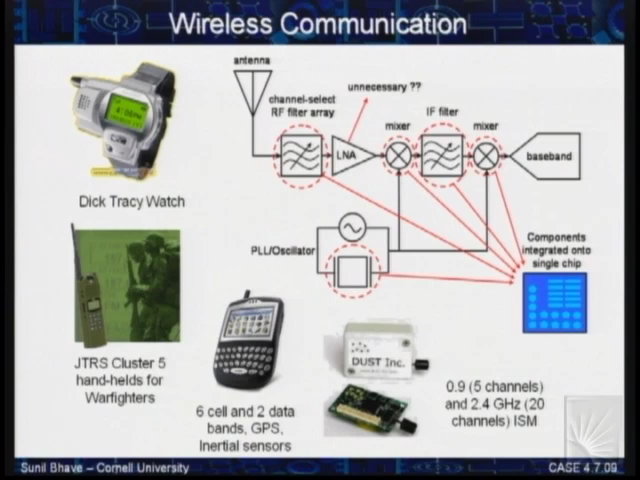 Wireless Communication
antenna
channel-select
RF filter array
unnecessary ??
LNA
mixer
IF filter
mixer
baseband
Dick Tracy Watch
PLL/Oscillator
Components
integrated onto
single chip
JTRS Cluster 5
hand-helds for
Warfighters
6 cell and 2 data
bands, GPS,
Inertial sensors
DUST Inc.
0.9 (5 channels)
and 2.4 GHz (20
channels) ISM
Sunil Bhave – Cornell University
CASE 4.7.09